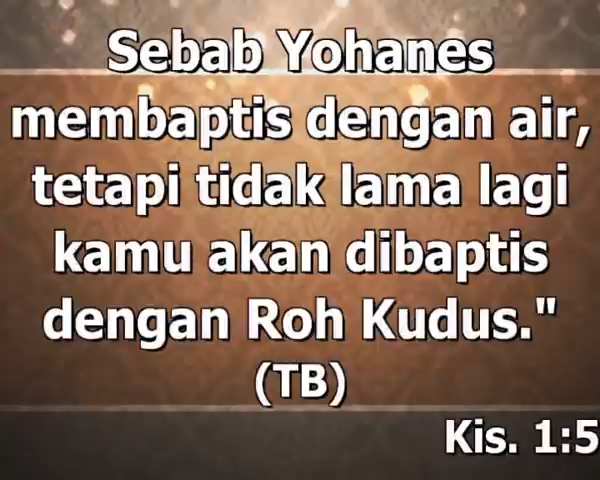 Sebab Yohanes
membaptis dengan air,
tetapi tidak lama lagi
kamu akan dibaptis
dengan Roh Kudus."
(TB)
Kis. 1:5